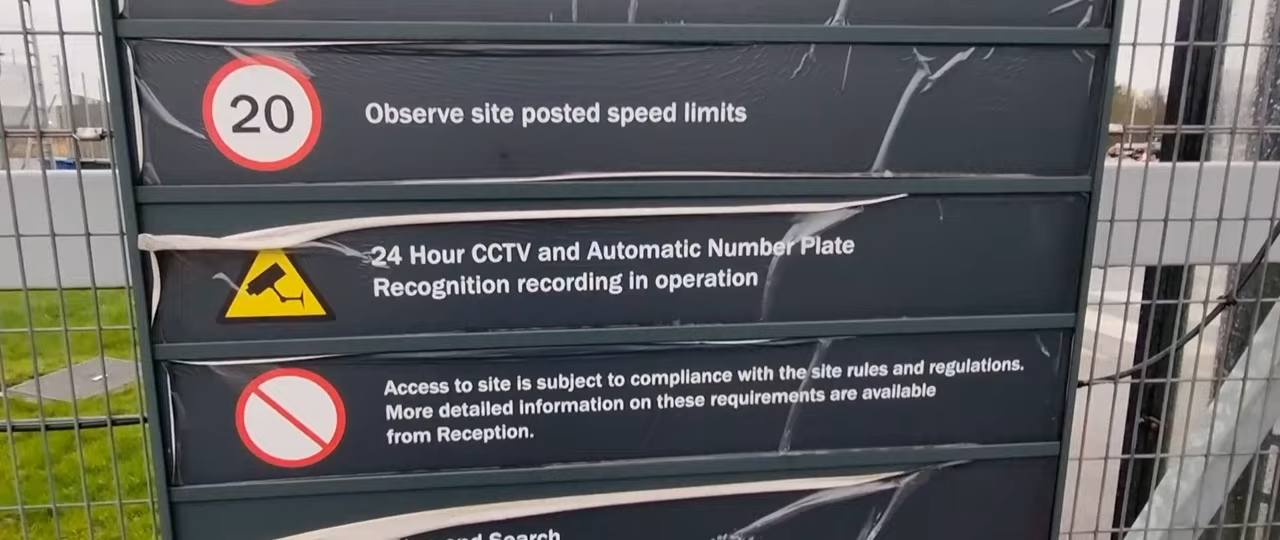 20
Observe site posted speed limits
24 Hour CCTV and Automatic Number Plate
Recognition recording in operation
Access to site is subject to compliance with the site rules and regulations.
More detailed information on these requirements are available
from Reception.
Search